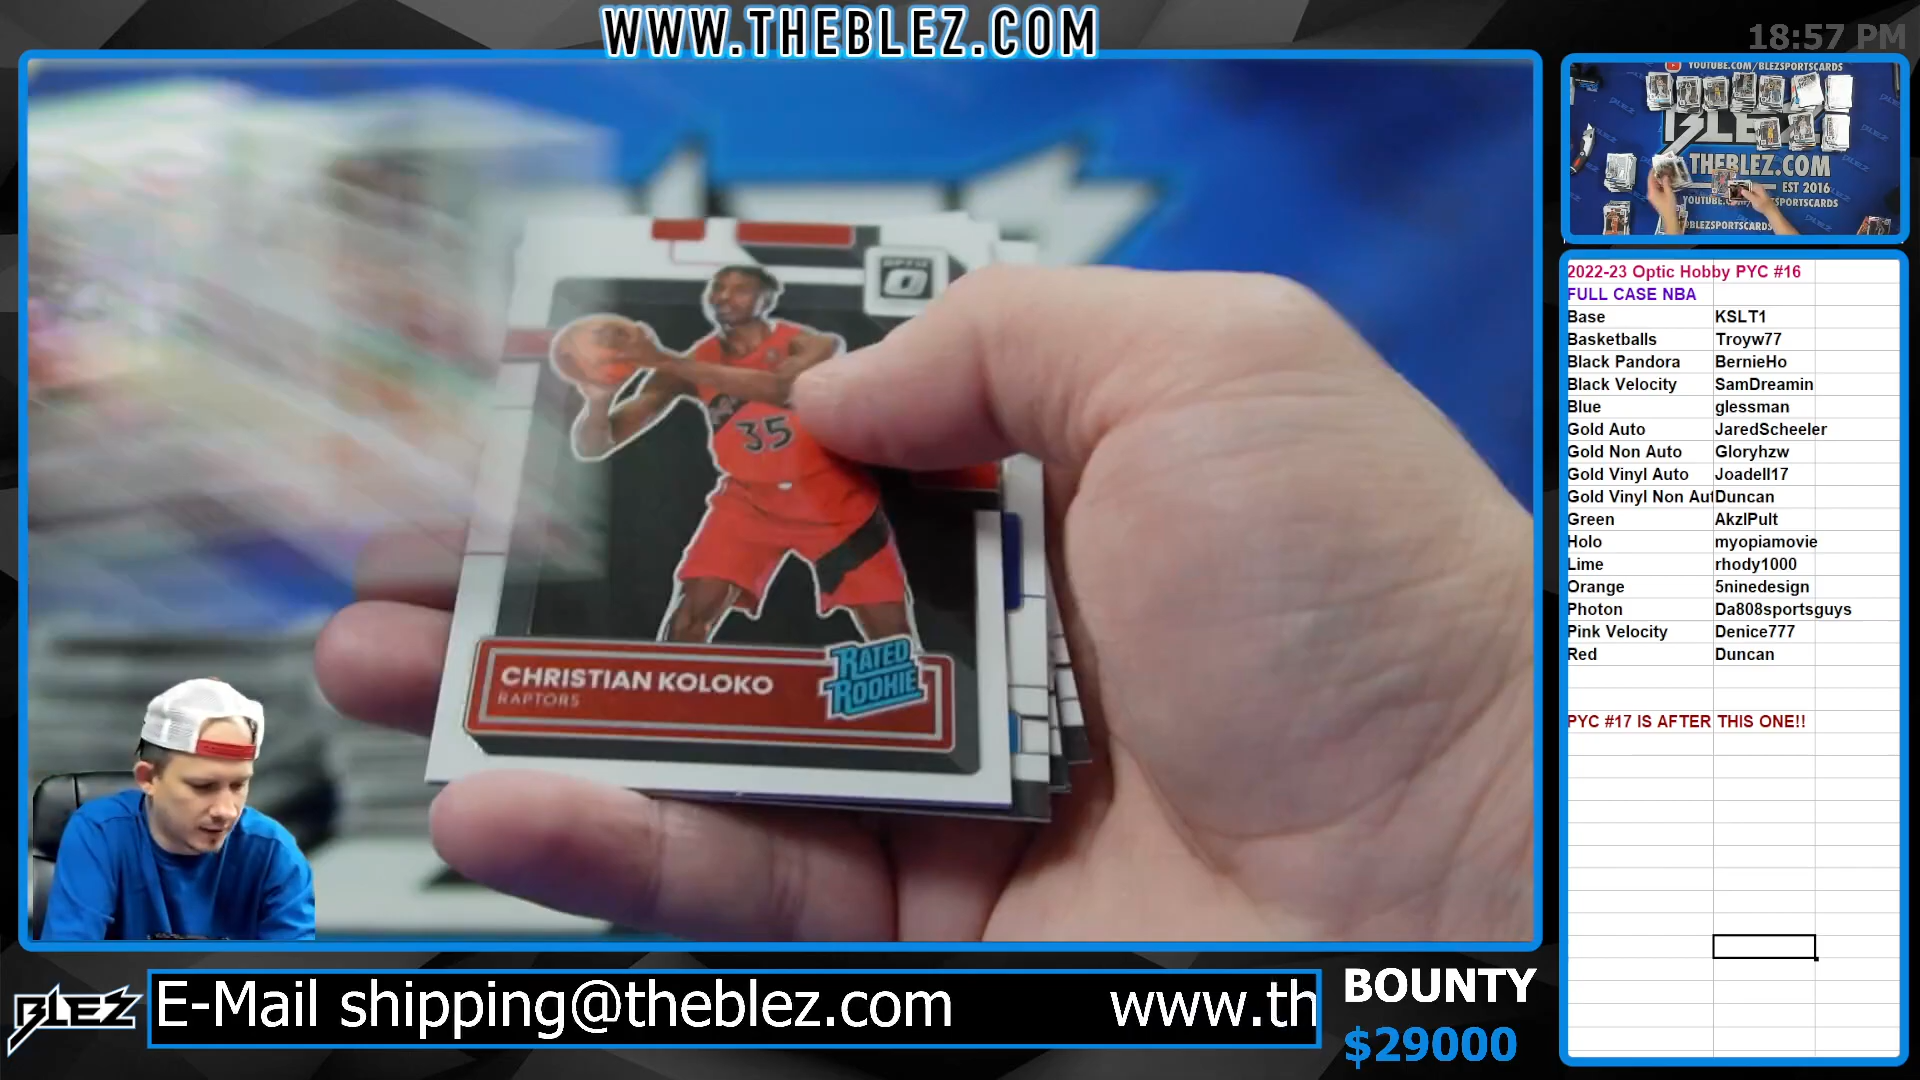 WWW.THEBLEZ.COM
18:57 PM
YOUTUBE.COM/BLEZSPORTSCARDS
BLEZ
THEBLEZ.COM
EST 2016
OPTIC
35
CHRISTIAN KOLOKO
RAPTORS
RATED ROOKIE
2022-23 Optic Hobby PYC #16
FULL CASE NBA
Base KSLT1
Basketballs Troyw77
Black Pandora BernieHo
Black Velocity SamDreamin
Blue glessman
Gold Auto JaredScheeler
Gold Non Auto Gloryhzw
Gold Vinyl Auto Joadell17
Gold Vinyl Non Aut Duncan
Green AkzlPult
Holo myopiamovie
Lime rhody1000
Orange 5ninedesign
Photon Da808sportsguys
Pink Velocity Denice777
Red Duncan
PYC #17 IS AFTER THIS ONE!!
BLEZ
E-Mail shipping@theblez.com www.th
BOUNTY
$29000